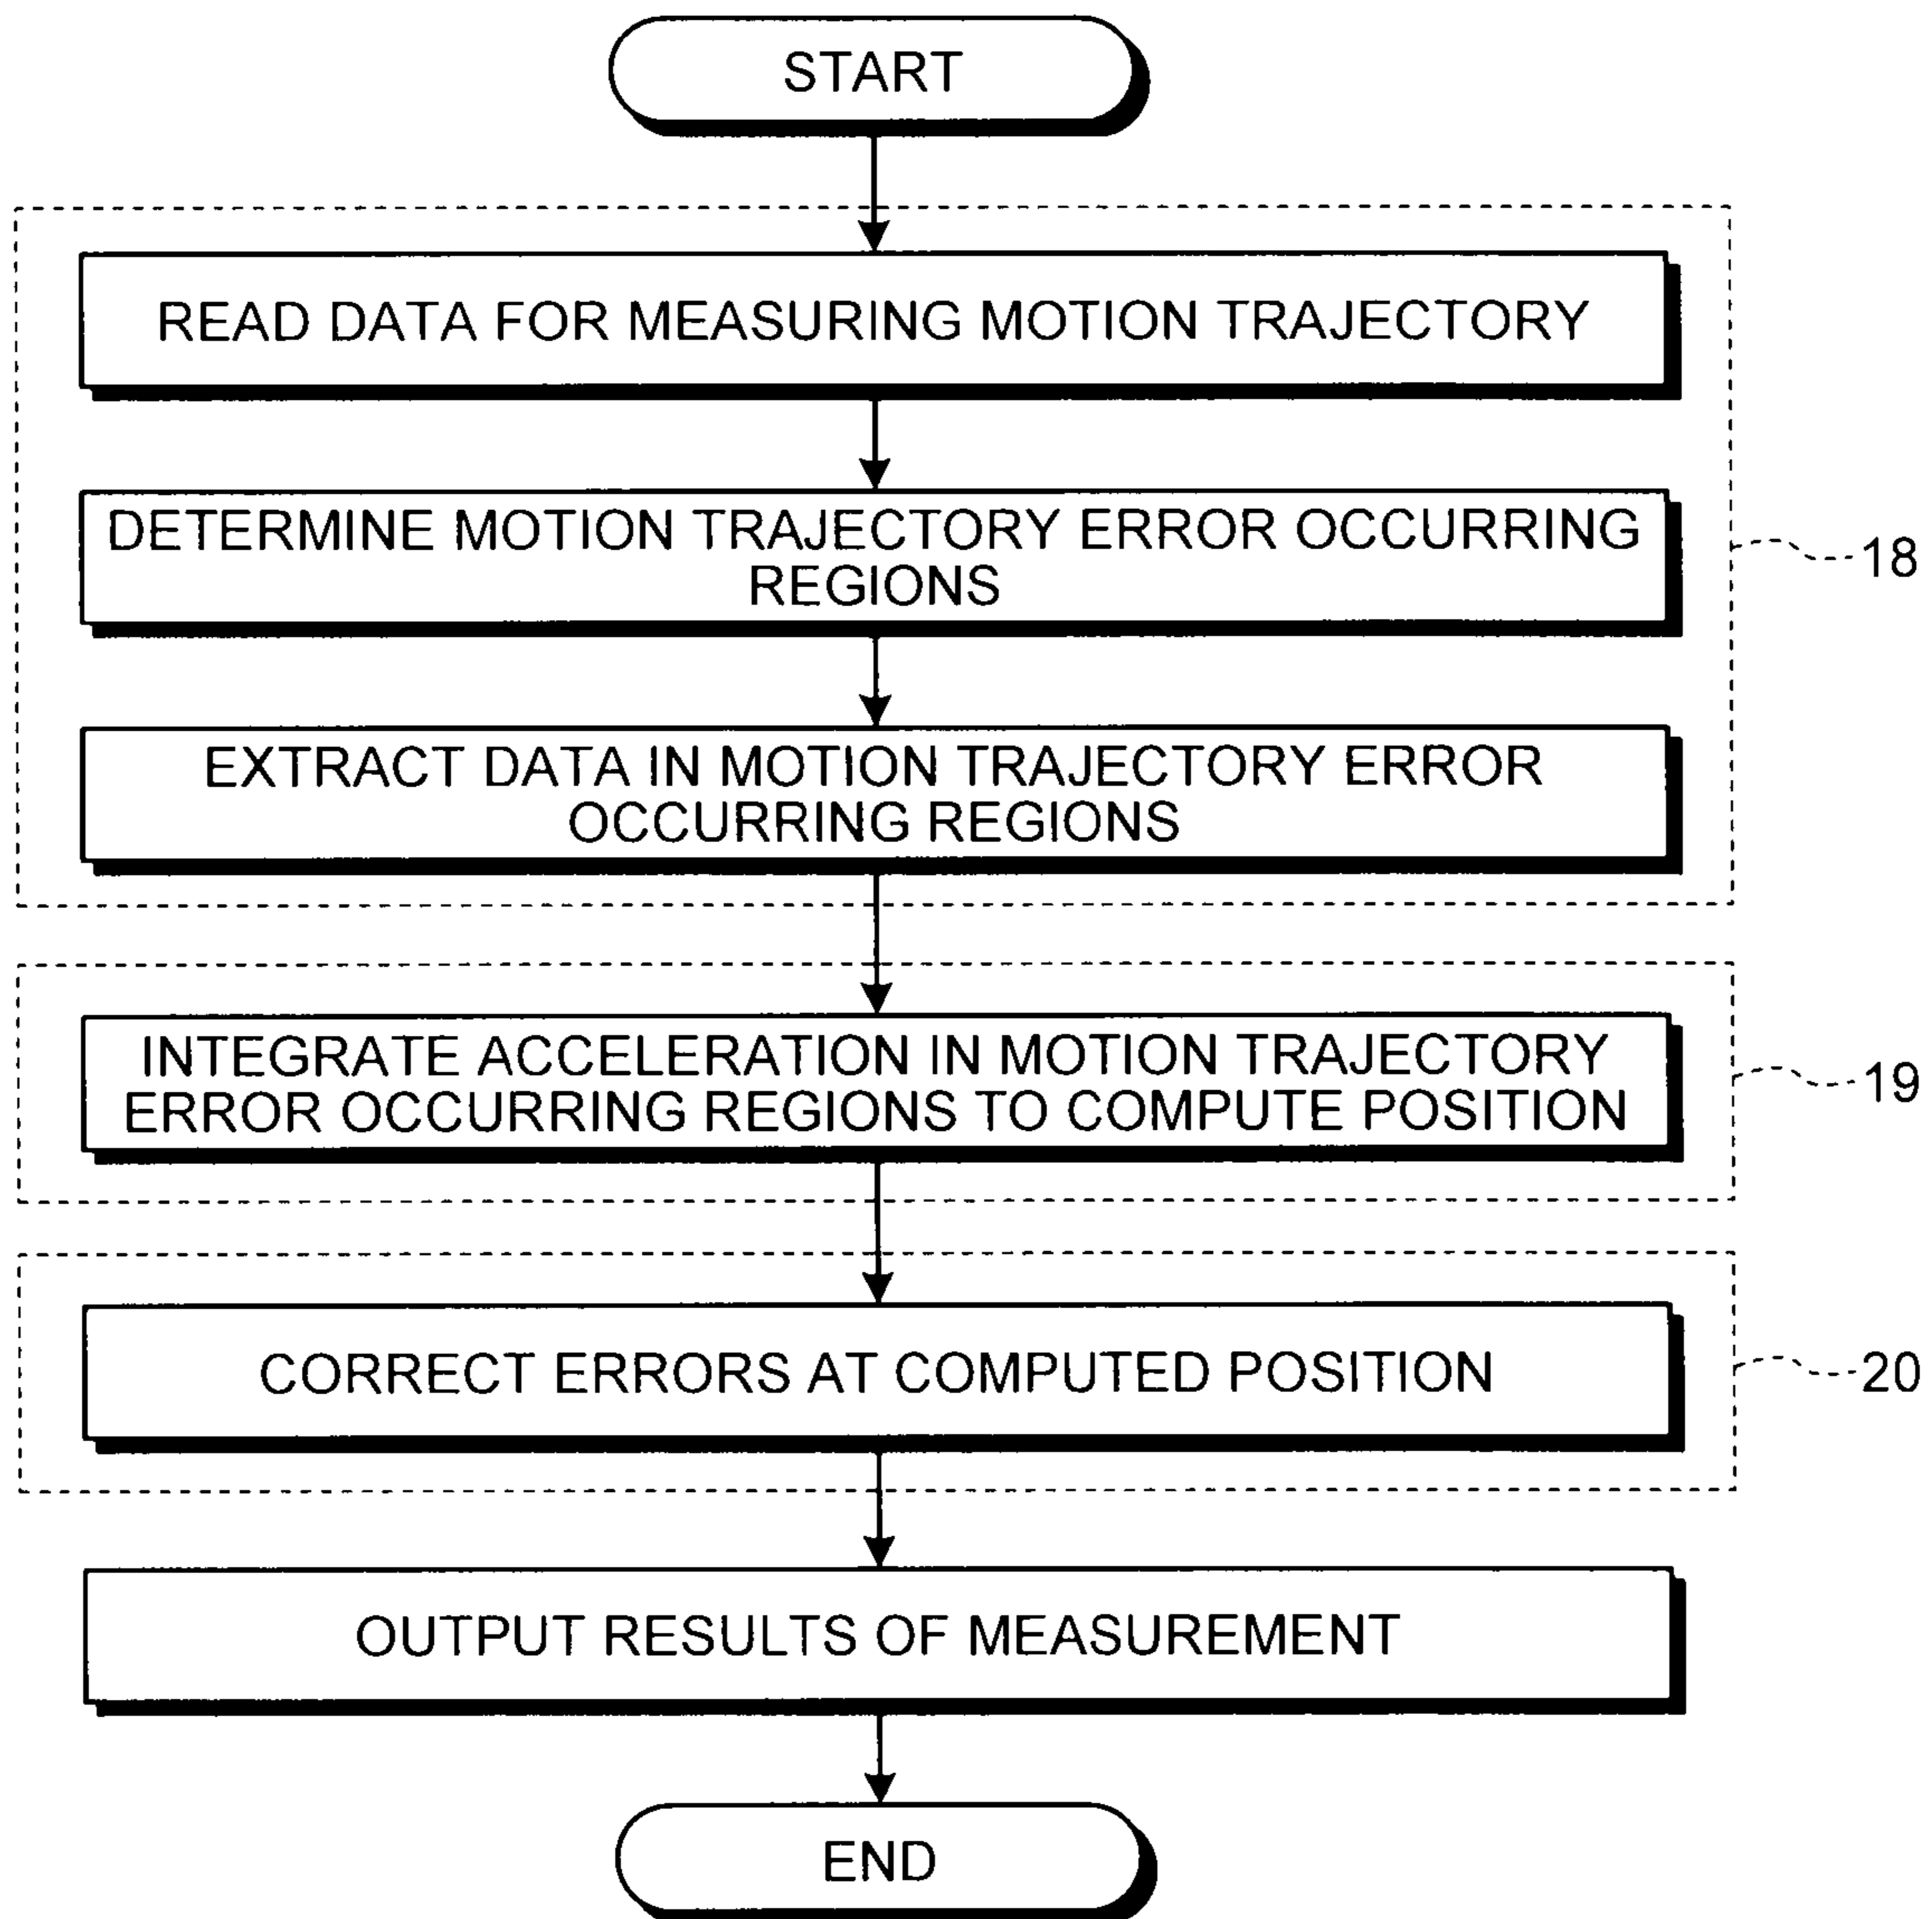 START
READ DATA FOR MEASURING MOTION TRAJECTORY
DETERMINE MOTION TRAJECTORY ERROR OCCURRING
REGIONS
18
EXTRACT DATA IN MOTION TRAJECTORY ERROR
OCCURRING REGIONS
INTEGRATE ACCELERATION IN MOTION TRAJECTORY
ERROR OCCURRING REGIONS TO COMPUTE POSITION
19
CORRECT ERRORS AT COMPUTED POSITION
20
OUTPUT RESULTS OF MEASUREMENT
END